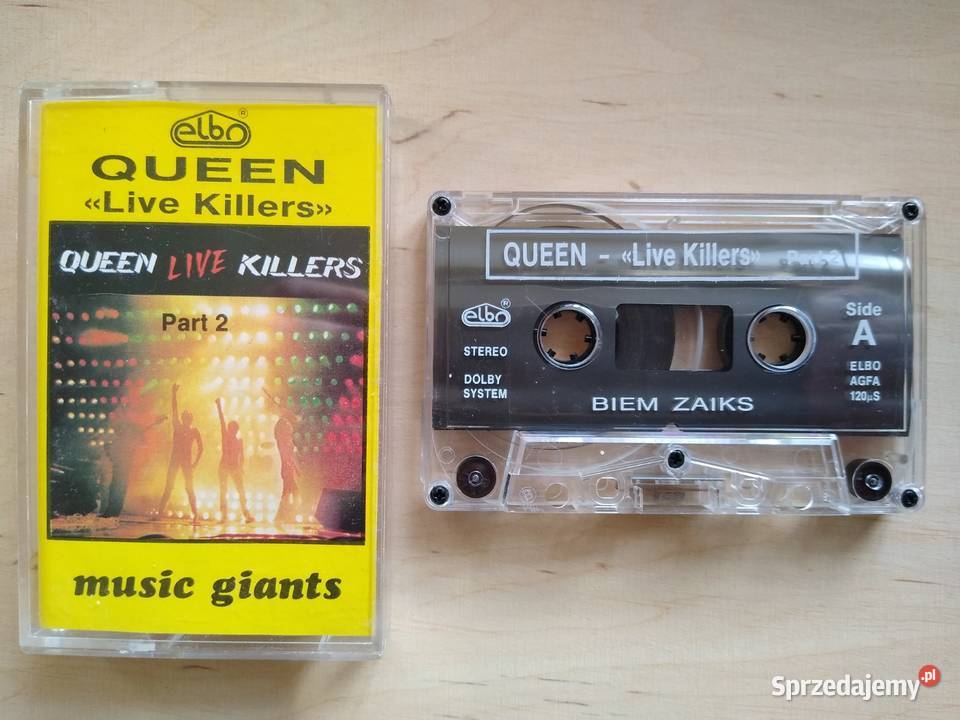 elbo ®
QUEEN
«Live Killers»
QUEEN LIVE KILLERS
Part 2
music giants
QUEEN - «Live Killers» Part 2
elbo ®
STEREO
DOLBY
SYSTEM
Side
A
ELBO
AGFA
120µS
BIEM ZAIKS
Sprzedajemy.pl